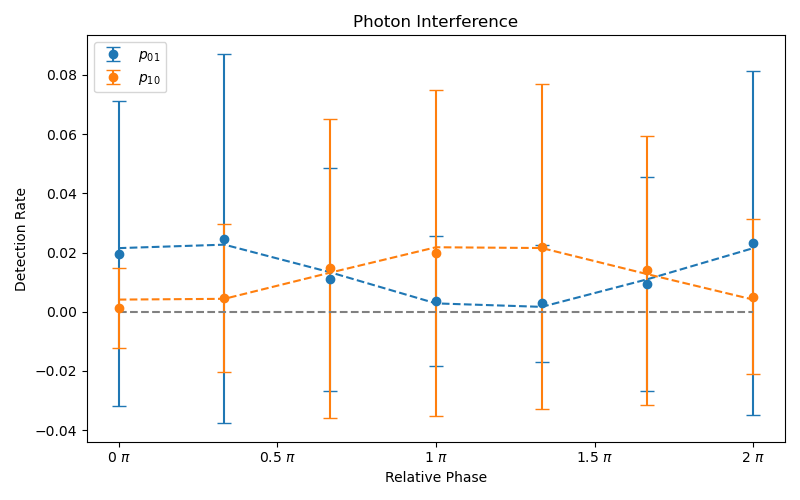 Photon Interference
p01
p10
0.08
0.06
0.04
0.02
0.00
−0.02
−0.04
Detection Rate
0 π
0.5 π
1 π
1.5 π
2 π
Relative Phase